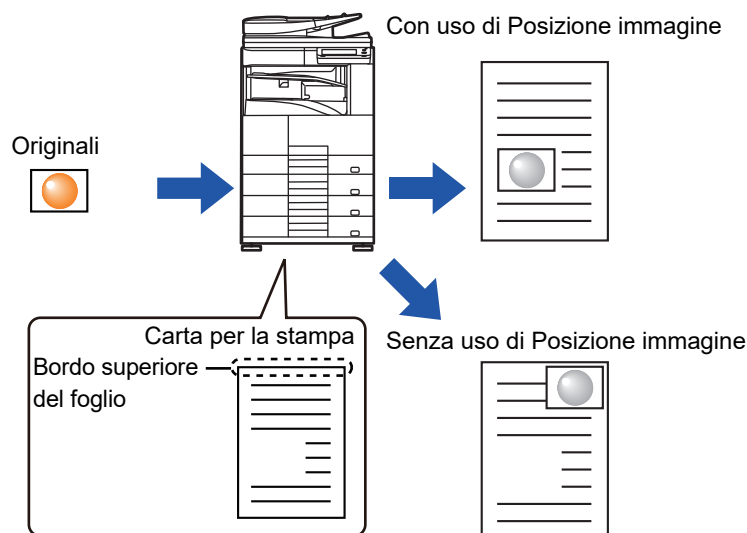 Con uso di Posizione immagine
Originali
Carta per la stampa
Bordo superiore
del foglio
Senza uso di Posizione immagine